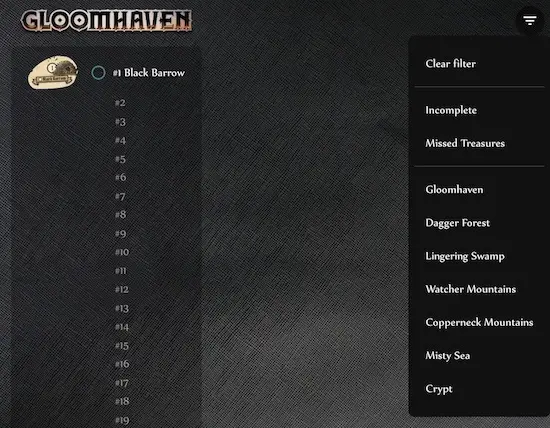 GLOOMHAVEN
#1 Black Barrow
#2
#3
#4
#5
#6
#7
#8
#9
#10
#11
#12
#13
#14
#15
#16
#17
#18
#19
Clear filter
Incomplete
Missed Treasures
Gloomhaven
Dagger Forest
Lingering Swamp
Watcher Mountains
Copperneck Mountains
Misty Sea
Crypt